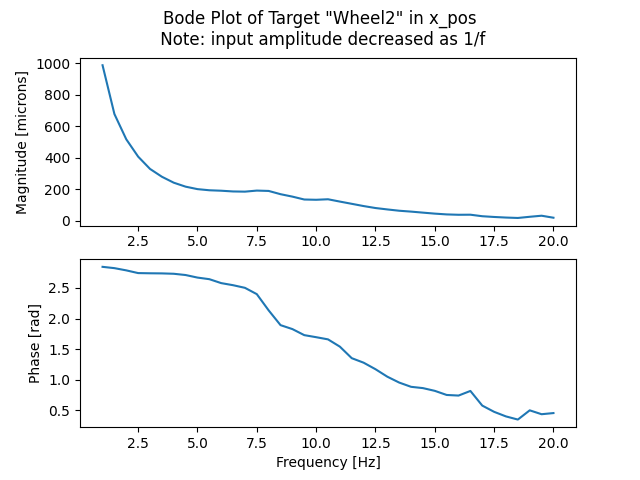 Bode Plot of Target "Wheel2" in x_pos
Note: input amplitude decreased as 1/f
Magnitude [microns]
1000
800
600
400
200
0
2.5 5.0 7.5 10.0 12.5 15.0 17.5 20.0
Phase [rad]
2.5
2.0
1.5
1.0
0.5
2.5 5.0 7.5 10.0 12.5 15.0 17.5 20.0
Frequency [Hz]